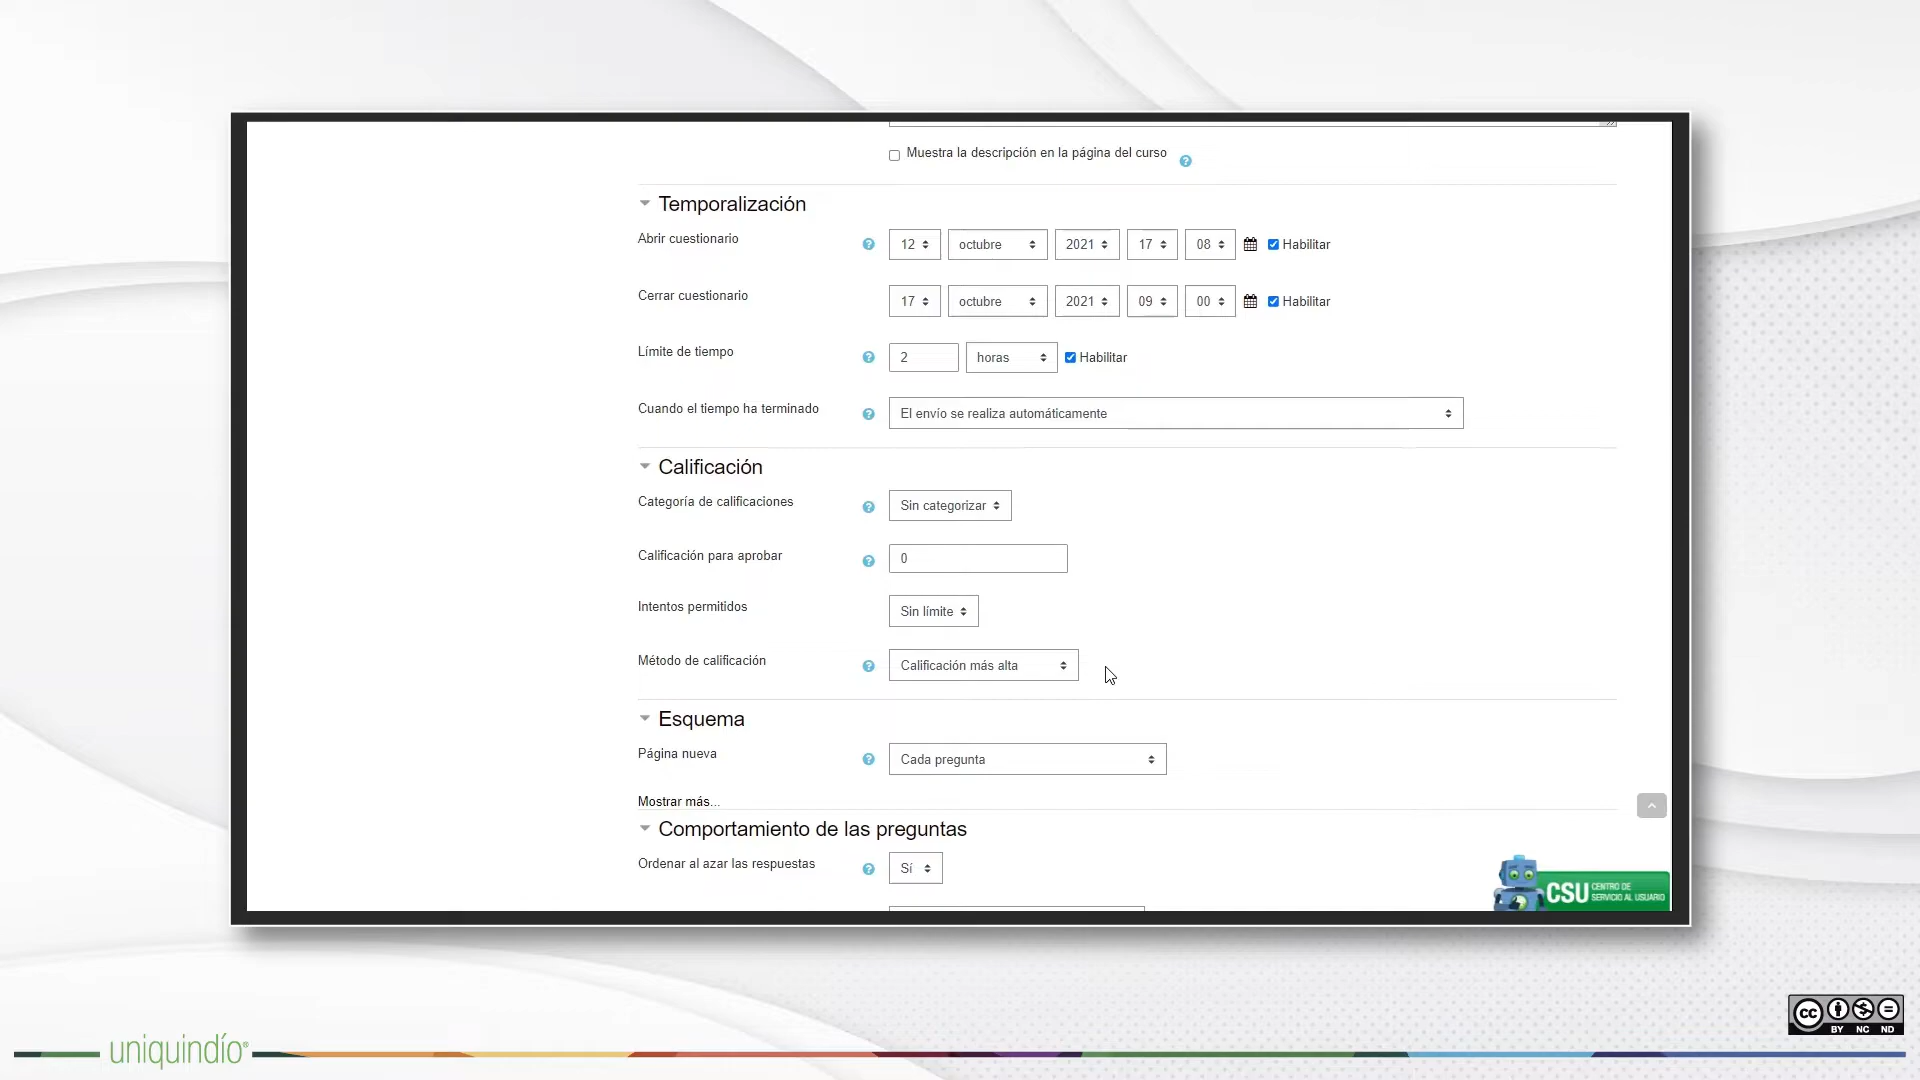 Muestra la descripción en la página del curso
Temporalización
Abrir cuestionario 12 octubre 2021 17 08 Habilitar
Cerrar cuestionario 17 octubre 2021 09 00 Habilitar
Límite de tiempo 2 horas Habilitar
Cuando el tiempo ha terminado El envío se realiza automáticamente
Calificación
Categoría de calificaciones Sin categorizar
Calificación para aprobar 0
Intentos permitidos Sin límite
Método de calificación Calificación más alta
Esquema
Página nueva Cada pregunta
Mostrar más...
Comportamiento de las preguntas
Ordenar al azar las respuestas Sí
CSU CENTRO DE
SERVICIO AL USUARIO
cc BY NC ND
uniquindío®